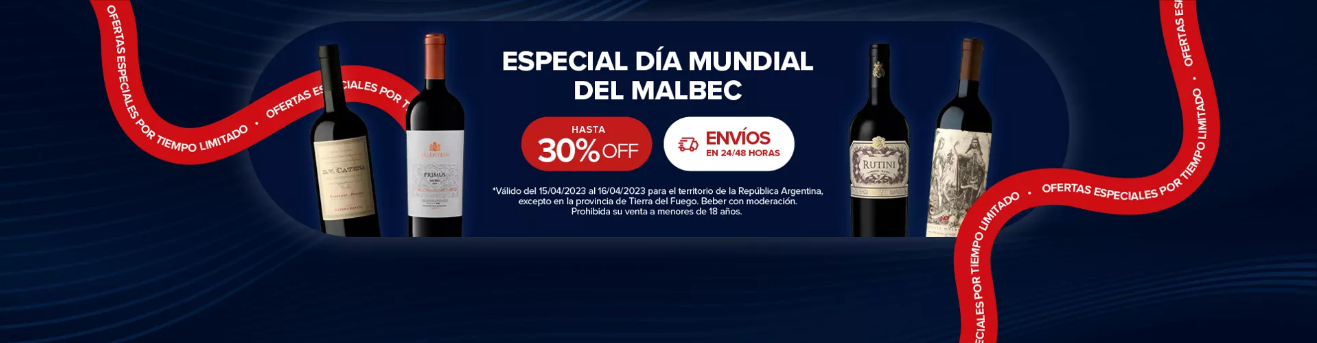 OFERTAS ESPECIALES POR TIEMPO LIMITADO • OFERTAS ESPECIALES POR T
ESPECIAL DÍA MUNDIAL
DEL MALBEC
HASTA
30% OFF
ENVÍOS
EN 24/48 HORAS
*Válido del 15/04/2023 al 16/04/2023 para el territorio de la República Argentina,
excepto en la provincia de Tierra del Fuego. Beber con moderación.
Prohibida su venta a menores de 18 años.
D.V. CATENA
PRIMUS
RUTINI
OFERTAS ESPECIALES POR TIEMPO LIMITADO • OFERTAS ES
CIALES POR TIEMPO LIMITADO